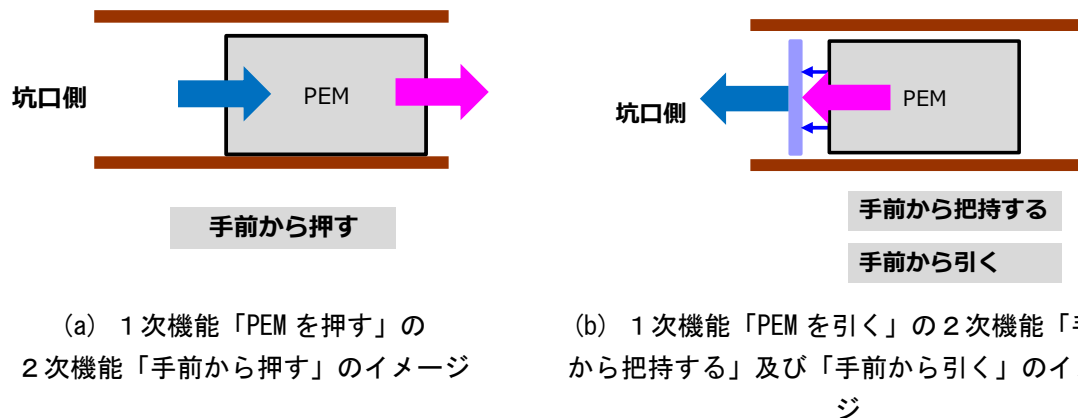 坑口側
PEM
手前から押す
(a) 1次機能「PEM を押す」の
2次機能「手前から押す」のイメージ
坑口側
PEM
手前から把持する
手前から引く
(b) 1次機能「PEM を引く」の2次機能「
から把持する」及び「手前から引く」のイ
ジ